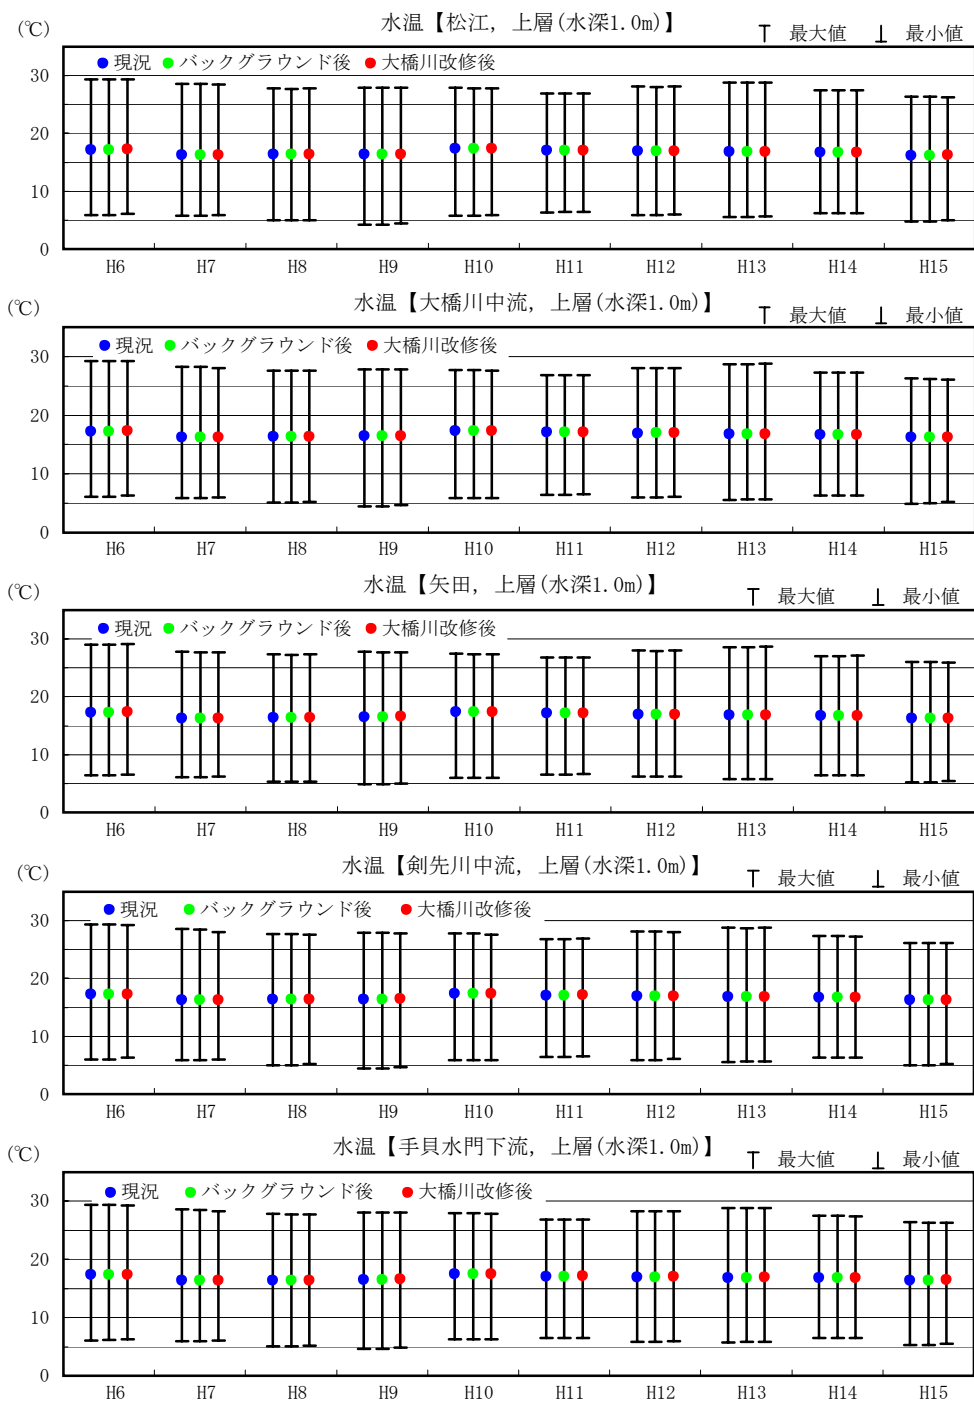 水温【松江, 上層(水深1.0m)】
(℃) 最大値 最小値
現況 バックグラウンド後 大橋川改修後
30
20
10
0
H6 H7 H8 H9 H10 H11 H12 H13 H14 H15
水温【大橋川中流, 上層(水深1.0m)】
(℃) 最大値 最小値
現況 バックグラウンド後 大橋川改修後
30
20
10
0
H6 H7 H8 H9 H10 H11 H12 H13 H14 H15
水温【矢田, 上層(水深1.0m)】
(℃) 最大値 最小値
現況 バックグラウンド後 大橋川改修後
30
20
10
0
H6 H7 H8 H9 H10 H11 H12 H13 H14 H15
水温【剣先川中流, 上層(水深1.0m)】
(℃) 最大値 最小値
現況 バックグラウンド後 大橋川改修後
30
20
10
0
H6 H7 H8 H9 H10 H11 H12 H13 H14 H15
水温【手貝水門下流, 上層(水深1.0m)】
(℃) 最大値 最小値
現況 バックグラウンド後 大橋川改修後
30
20
10
0
H6 H7 H8 H9 H10 H11 H12 H13 H14 H15